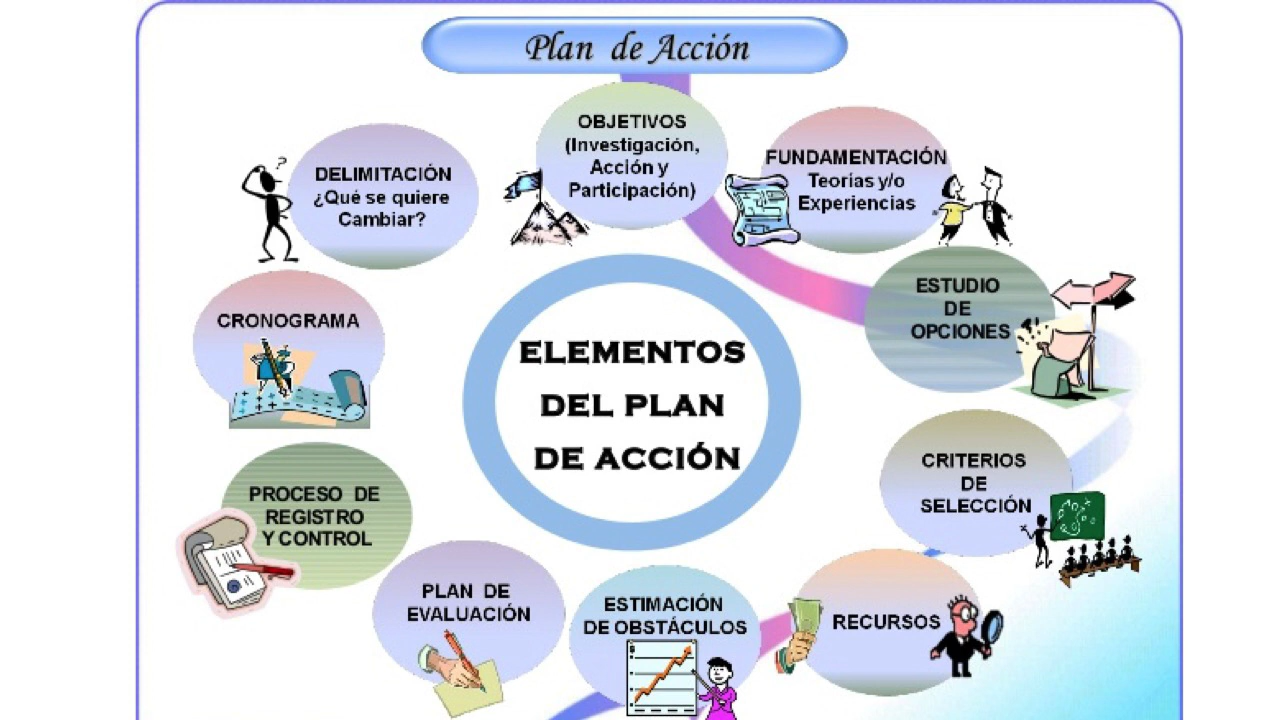 Plan de Acción
OBJETIVOS
(Investigación,
Acción y
Participación)
FUNDAMENTACIÓN
Teorías y/o
Experiencias
ESTUDIO
DE
OPCIONES
CRITERIOS
DE
SELECCIÓN
RECURSOS
ESTIMACIÓN
DE OBSTÁCULOS
PLAN DE
EVALUACIÓN
PROCESO DE
REGISTRO
Y CONTROL
CRONOGRAMA
DELIMITACIÓN
¿Qué se quiere
Cambiar?
?
ELEMENTOS
DEL PLAN
DE ACCIÓN